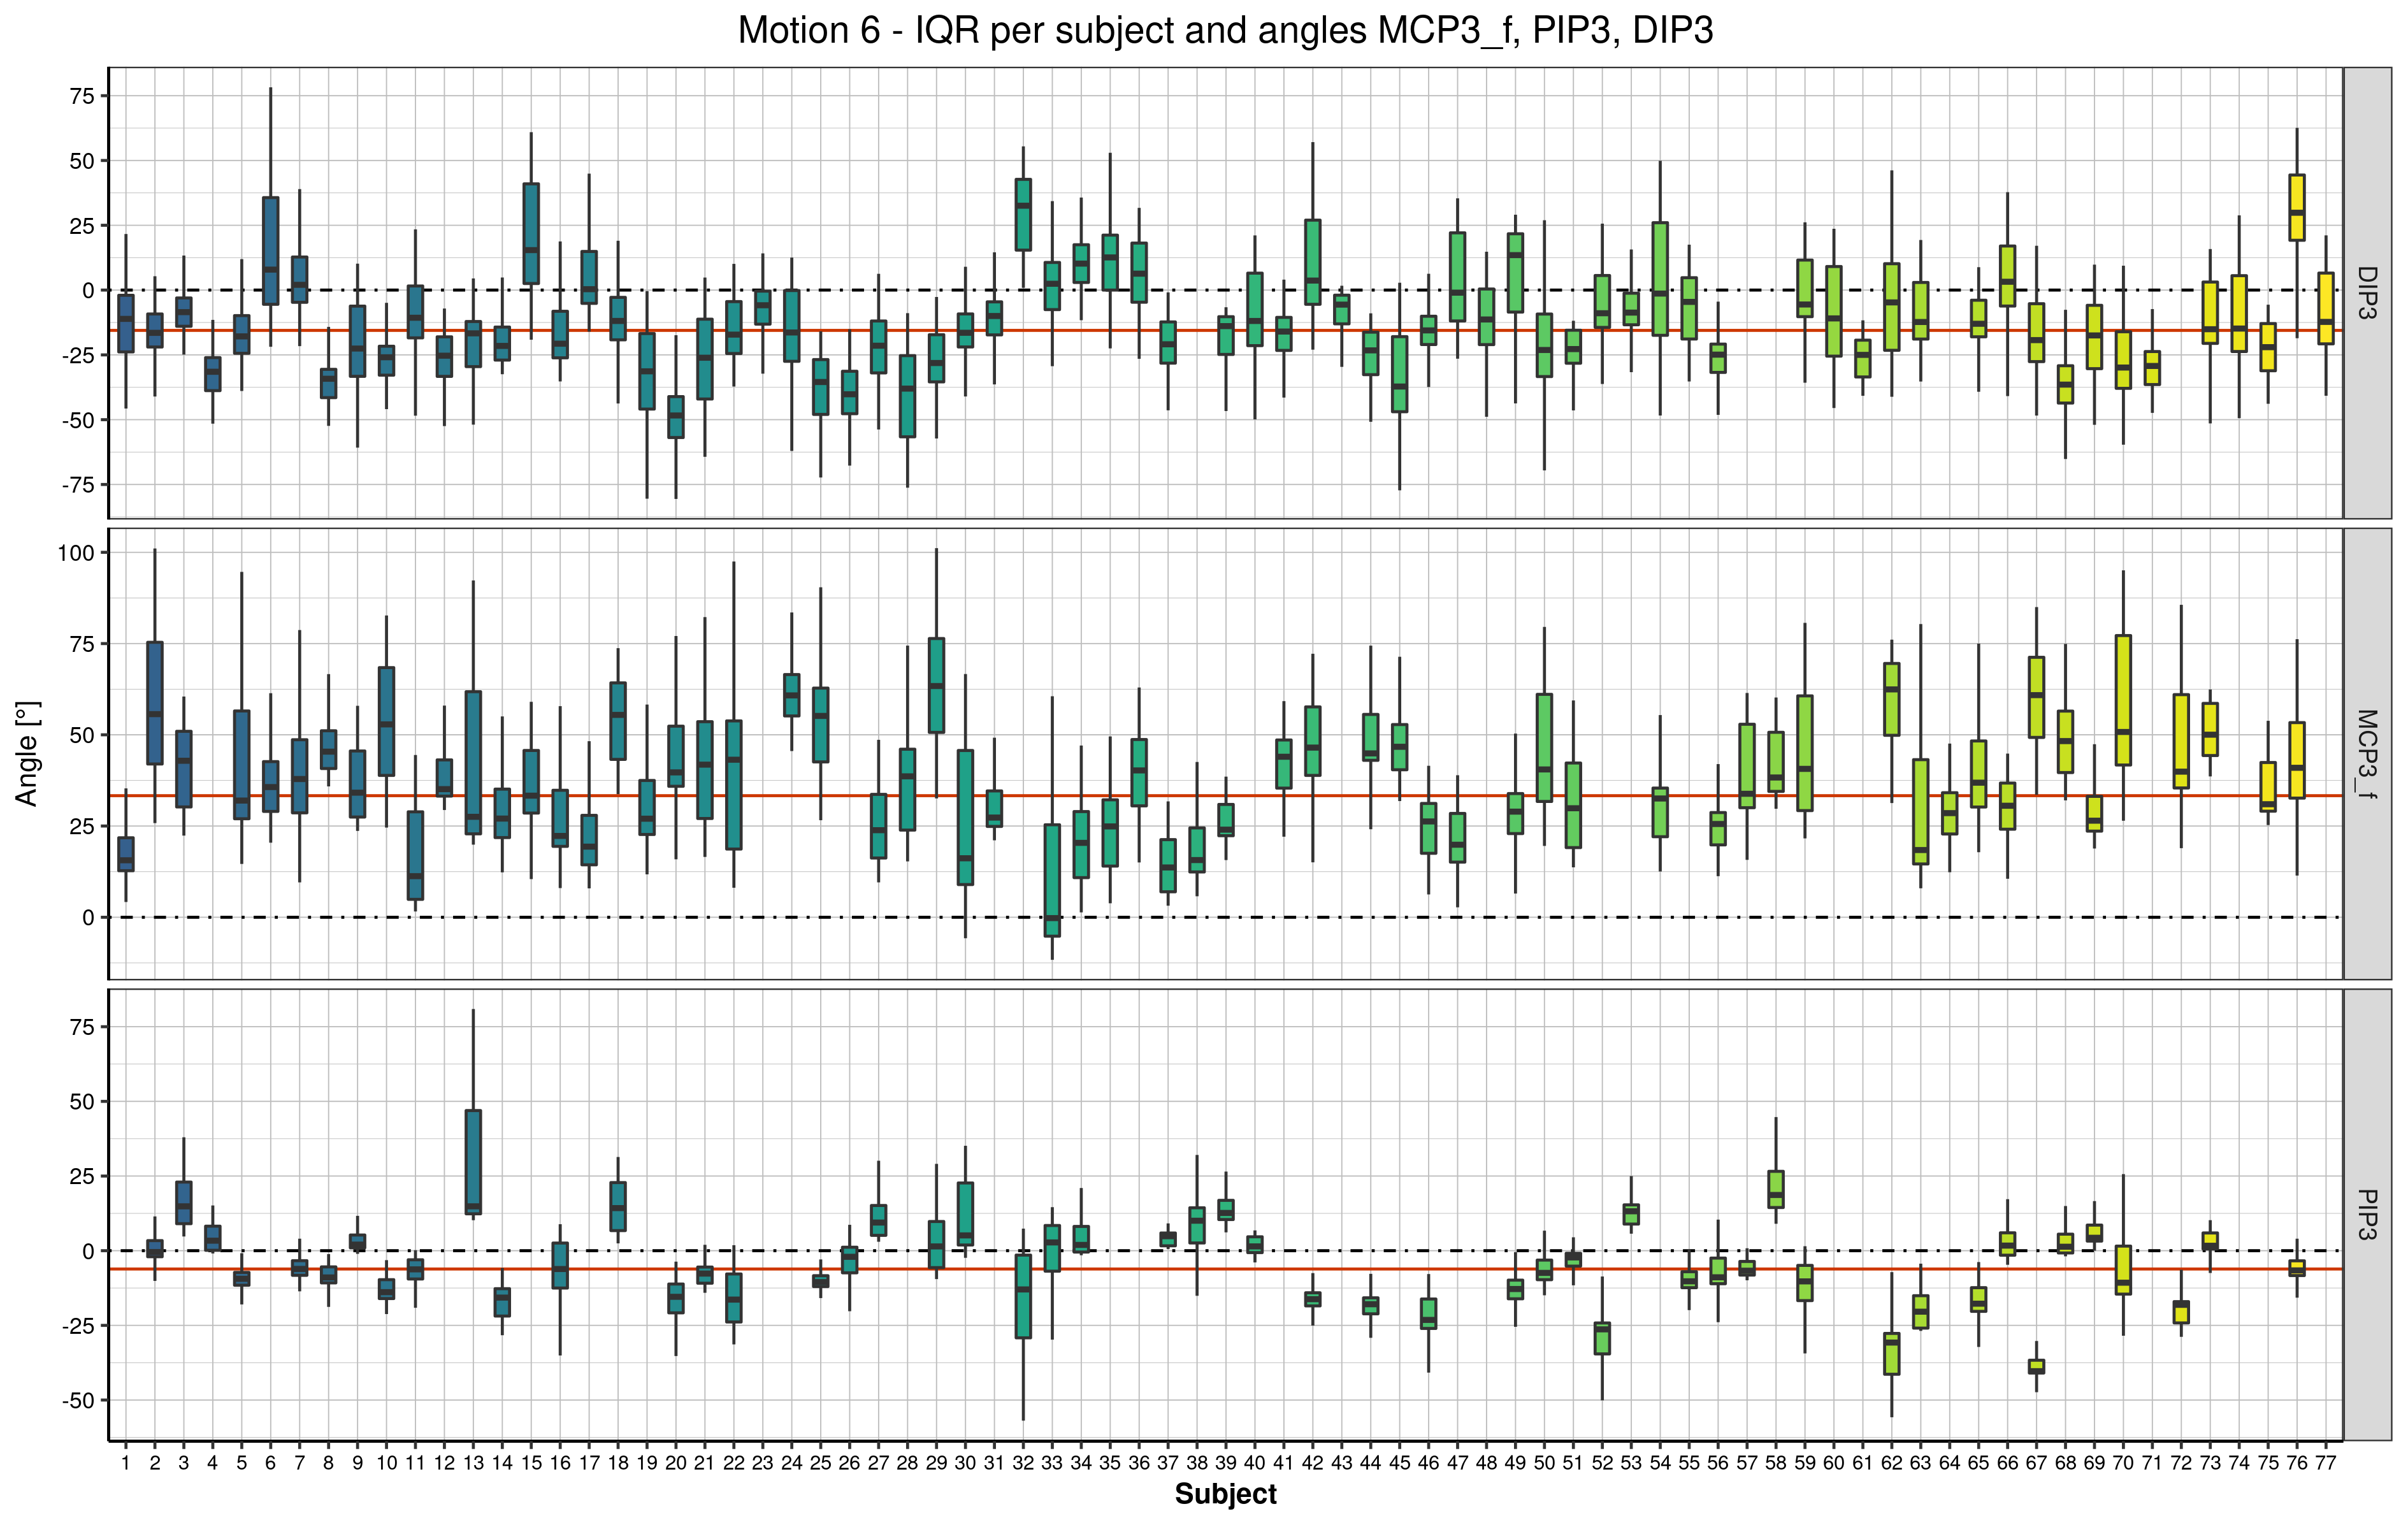 Motion 6 - IQR per subject and angles MCP3_f, PIP3, DIP3
75
50
25
0
-25
-50
-75
DIP3
100
75
50
25
0
MCP3_f
Angle [°]
75
50
25
0
-25
-50
PIP3
1 2 3 4 5 6 7 8 9 10 11 12 13 14 15 16 17 18 19 20 21 22 23 24 25 26 27 28 29 30 31 32 33 34 35 36 37 38 39 40 41 42 43 44 45 46 47 48 49 50 51 52 53 54 55 56 57 58 59 60 61 62 63 64 65 66 67 68 69 70 71 72 73 74 75 76 77
Subject